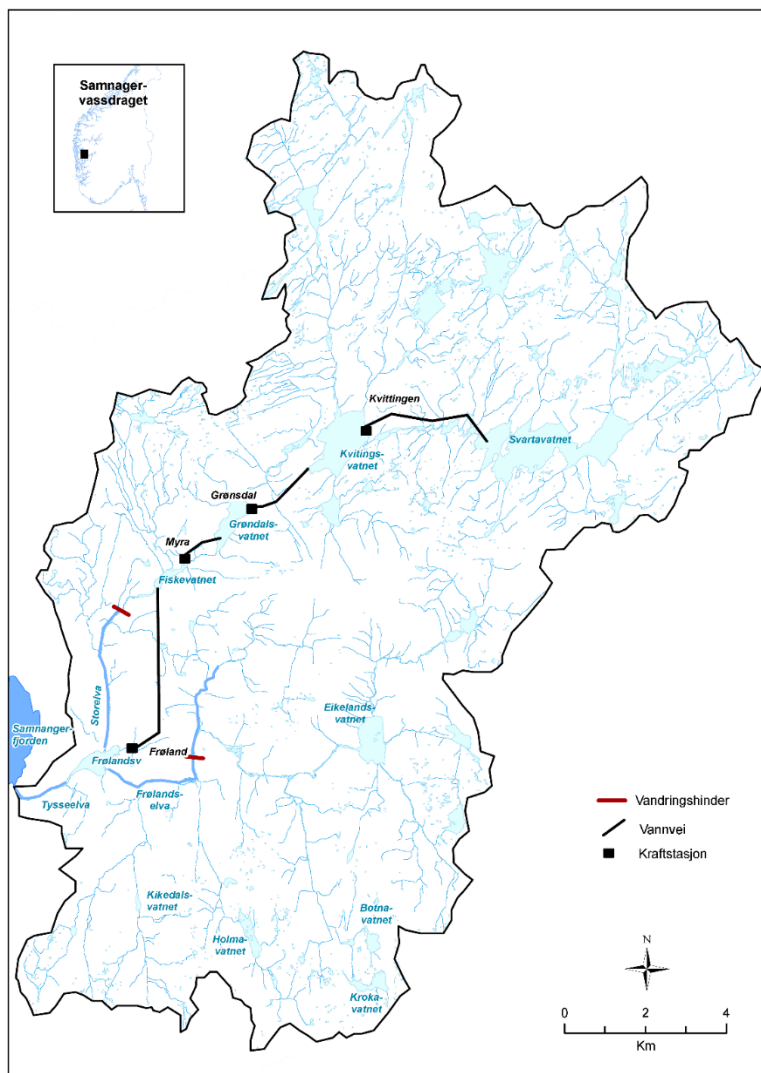 Samnager-
vassdraget
Kvittingen
Svartavatnet
Kvitings-
vatnet
Grønsdal
Grøndals-
vatnet
Myra
Fiskevatnet
Storelva
Eikelands-
vatnet
Samnanger-
fjorden
Frøland
Frølandsv
Tysseelva
Frølands-
elva
Vandringshinder
Vannvei
Kraftstasjon
Kikedals-
vatnet
Botna-
vatnet
Holma-
vatnet
Kroka-
vatnet
N
0 2 4
Km